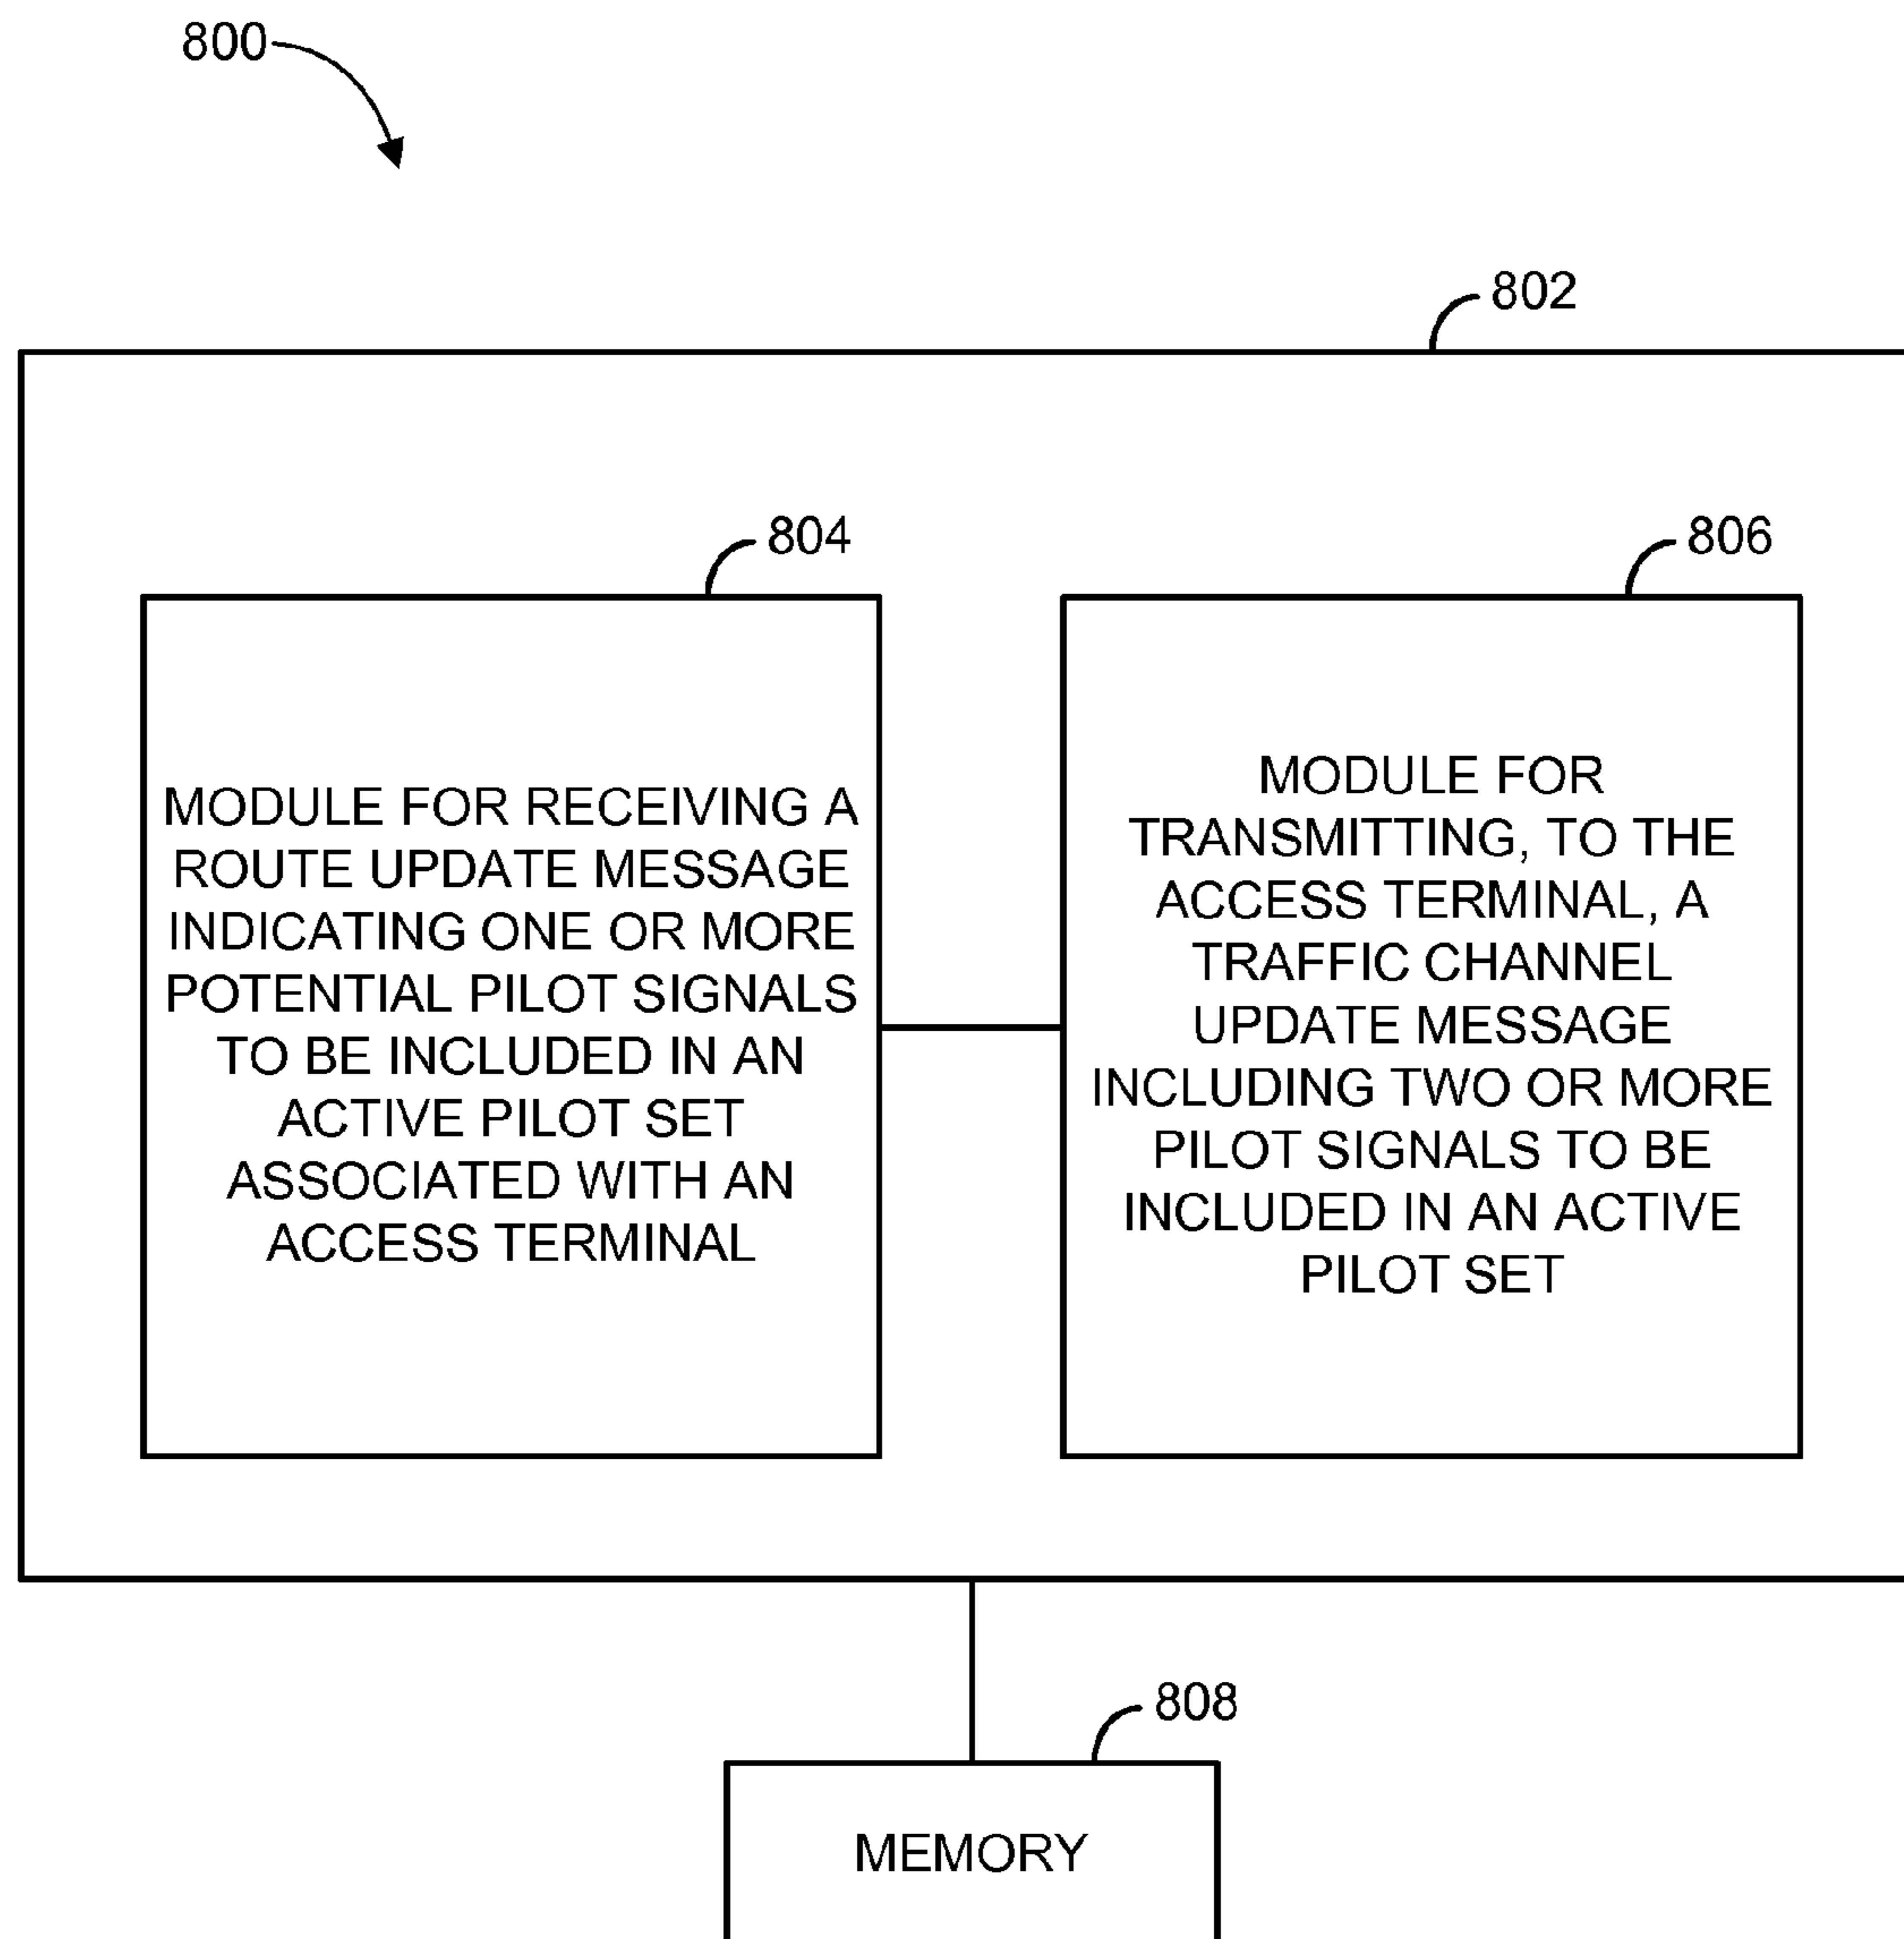 800
802
804
806
MODULE FOR RECEIVING A
ROUTE UPDATE MESSAGE
INDICATING ONE OR MORE
POTENTIAL PILOT SIGNALS
TO BE INCLUDED IN AN
ACTIVE PILOT SET
ASSOCIATED WITH AN
ACCESS TERMINAL
MODULE FOR
TRANSMITTING, TO THE
ACCESS TERMINAL, A
TRAFFIC CHANNEL
UPDATE MESSAGE
INCLUDING TWO OR MORE
PILOT SIGNALS TO BE
INCLUDED IN AN ACTIVE
PILOT SET
808
MEMORY